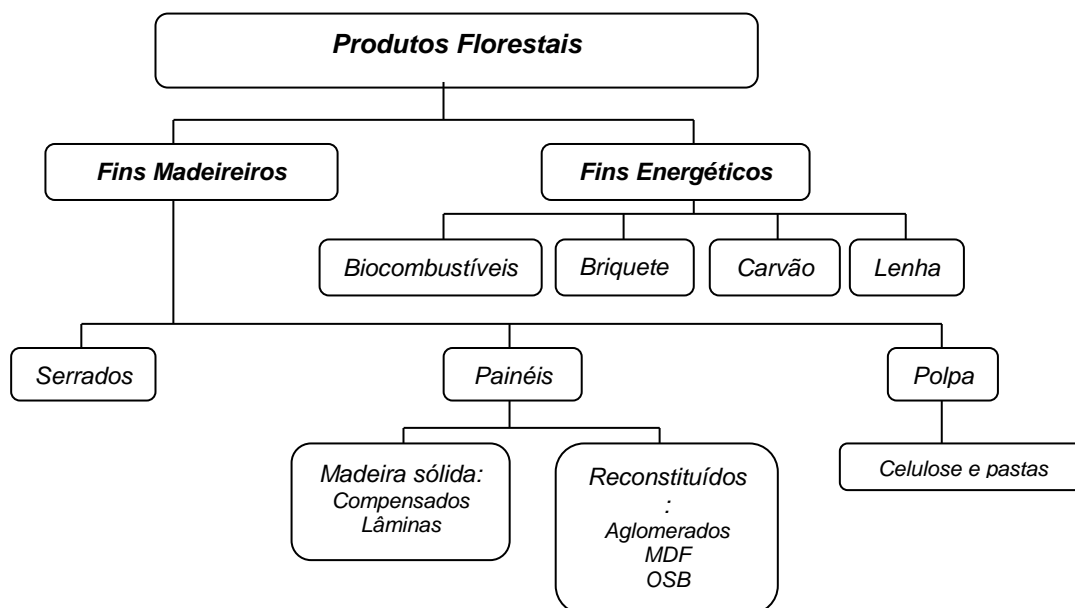 Produtos Florestais
Fins Madeireiros
Fins Energéticos
Biocombustíveis
Briquete
Carvão
Lenha
Serrados
Painéis
Polpa
Madeira sólida:
Compensados
Lâminas
Reconstituídos
:
Aglomerados
MDF
OSB
Celulose e pastas